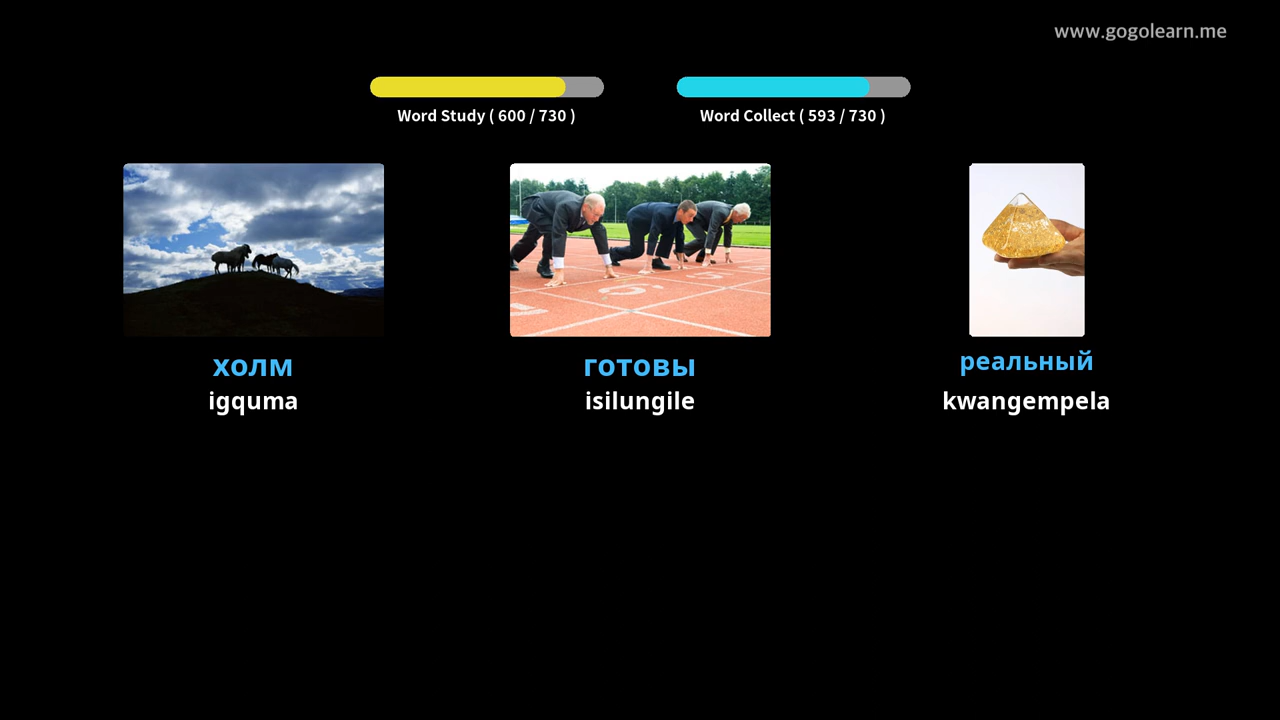 www.gogolearn.me
Word Study ( 600 / 730 )
Word Collect ( 593 / 730 )
холм
готовы
реальный
igquma
isilungile
kwangempela